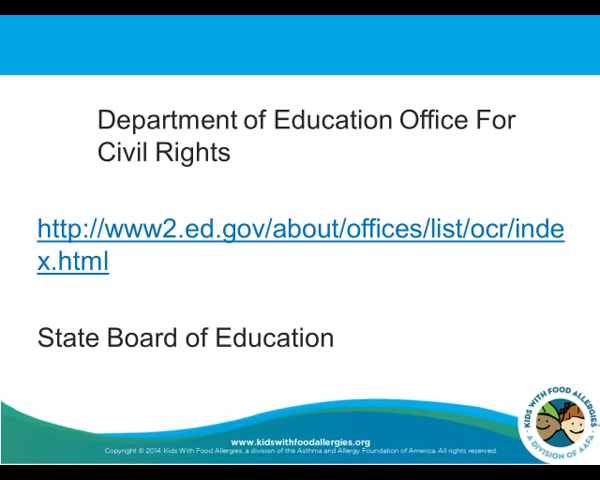 Department of Education Office For
Civil Rights
http://www2.ed.gov/about/offices/list/ocr/inde
x.html
State Board of Education
KIDS WITH FOOD ALLERGIES
A DIVISION OF AAFA
www.kidswithfoodallergies.org
Copyright © 2014, Kids With Food Allergies, a division of the Asthma and Allergy Foundation of America. All rights reserved.